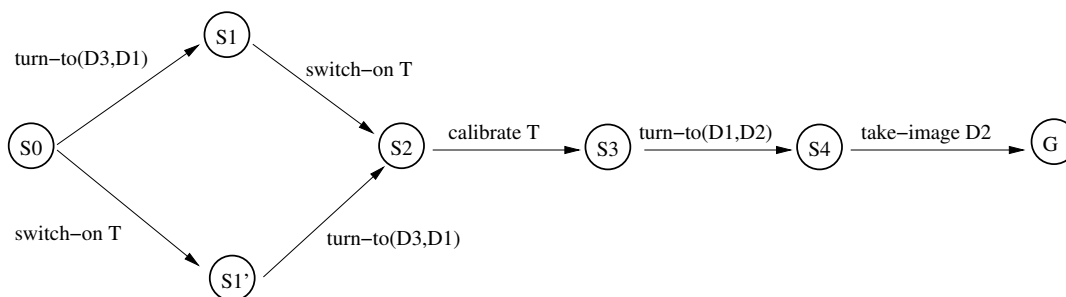 S1
turn−to(D3,D1)
switch−on T
S0
S2
calibrate T
S3
turn−to(D1,D2)
S4
take−image D2
G
switch−on T
turn−to(D3,D1)
S1’